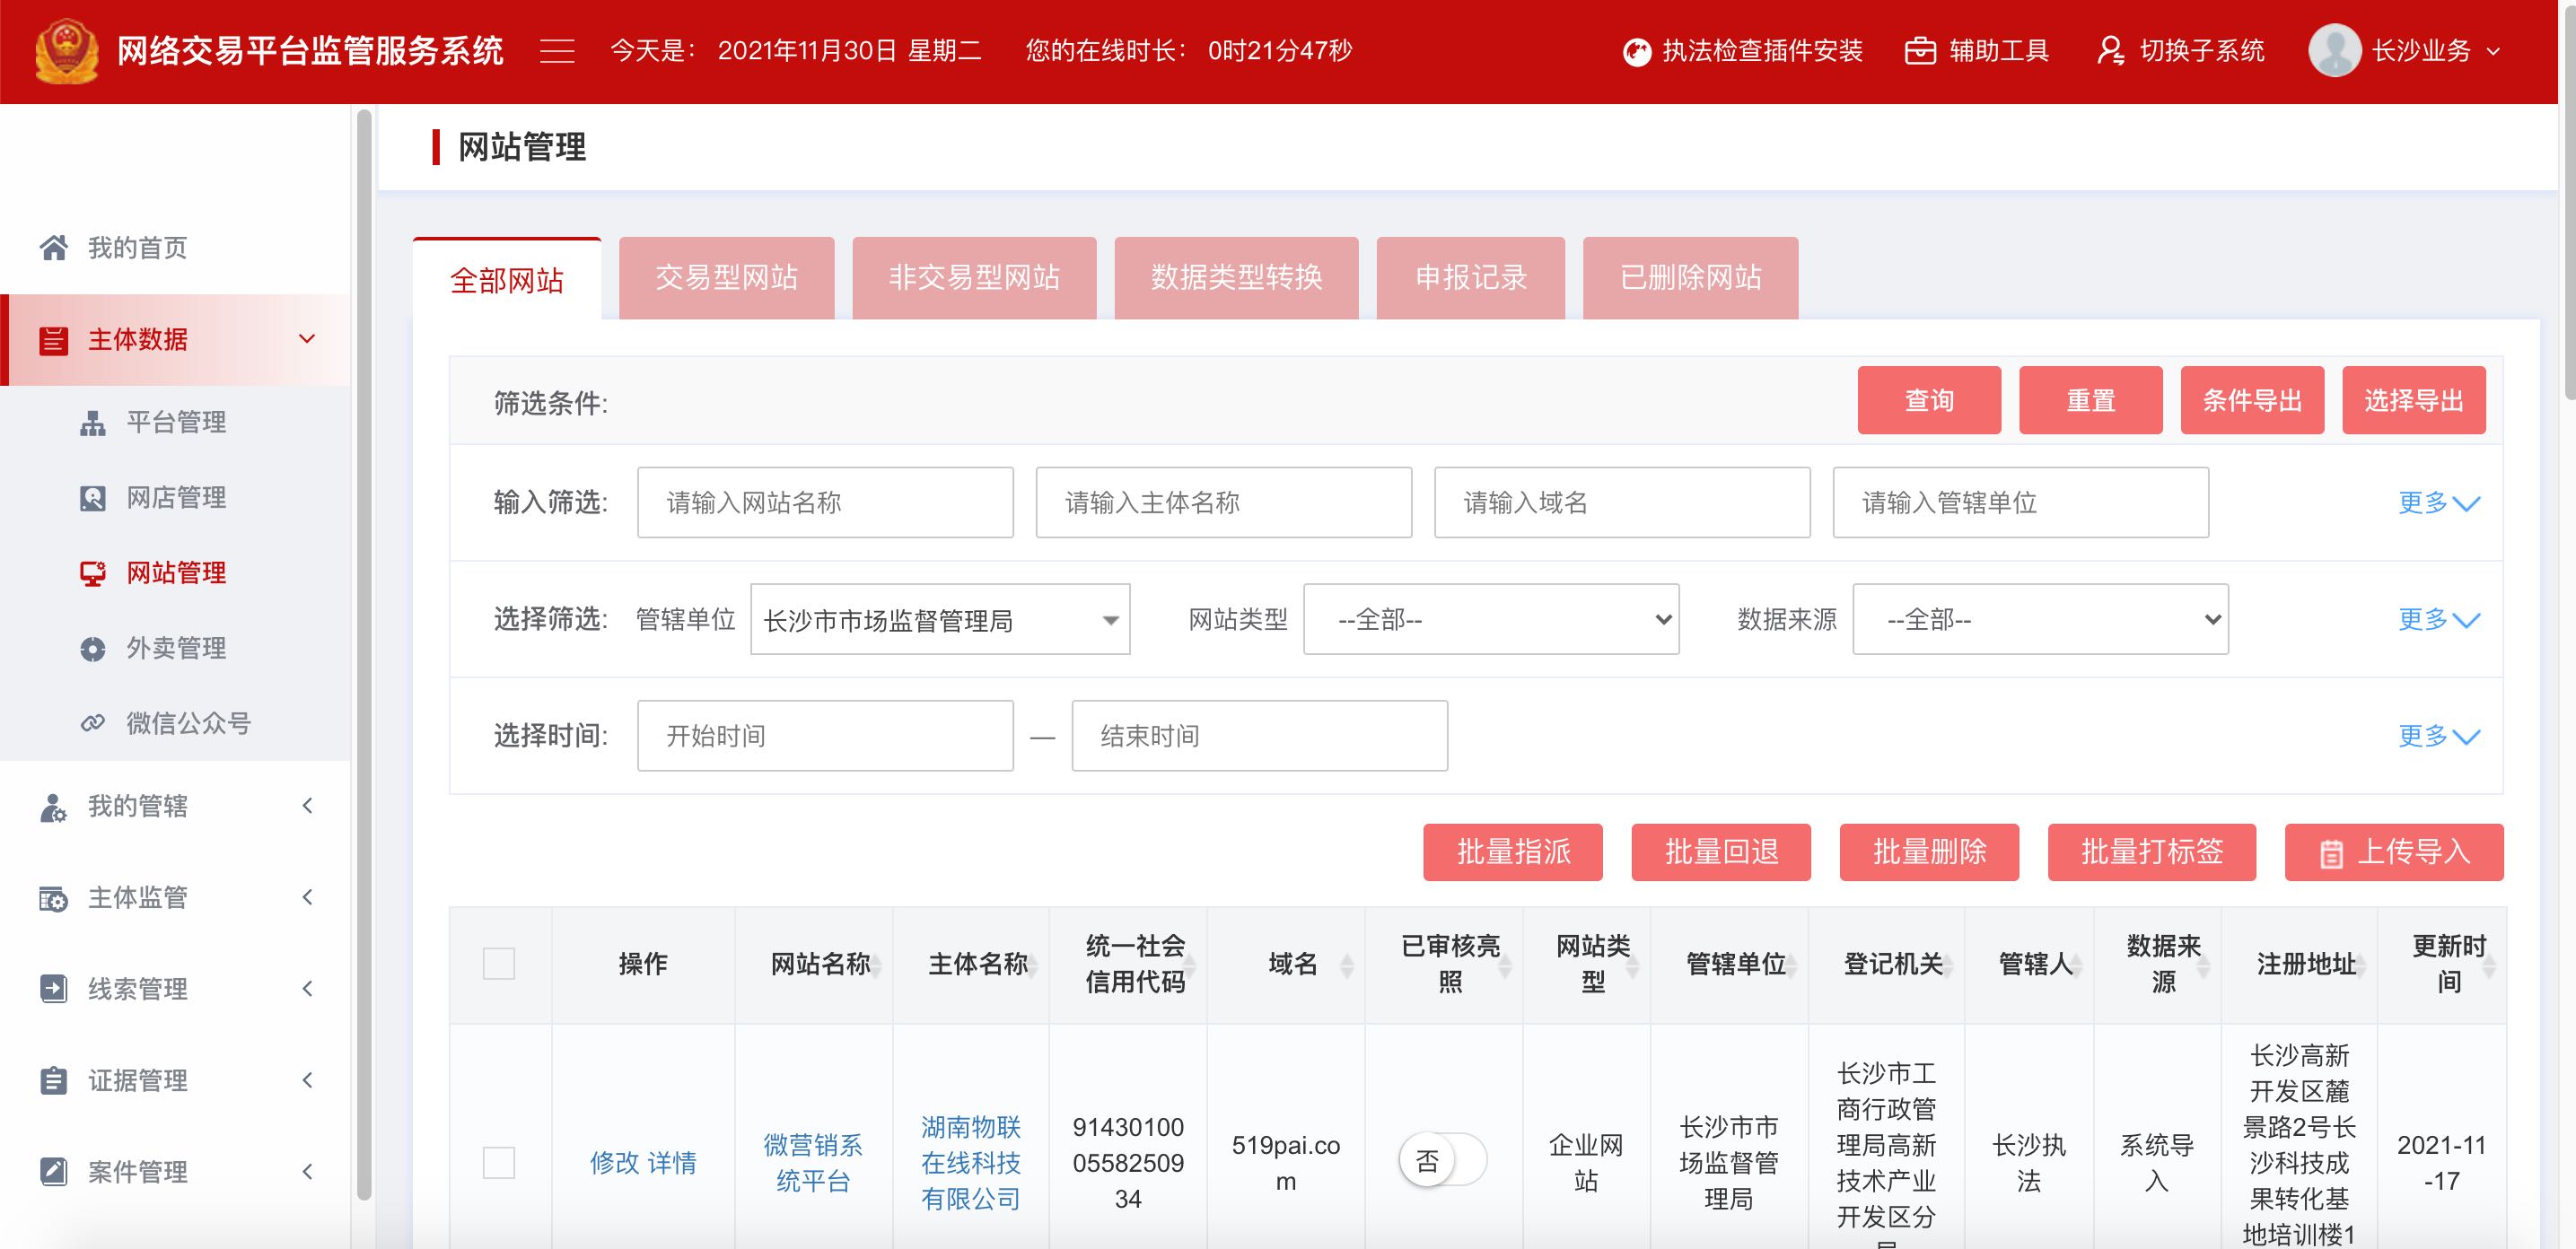 网络交易平台监管服务系统
今天是： 2021年11月30日 星期二
您的在线时长： 0时21分47秒
执法检查插件安装
辅助工具
切换子系统
长沙业务
我的首页
主体数据
平台管理
网店管理
网站管理
外卖管理
微信公众号
我的管辖
主体监管
线索管理
证据管理
案件管理
网站管理
全部网站
交易型网站
非交易型网站
数据类型转换
申报记录
已删除网站
筛选条件:
查询
重置
条件导出
选择导出
输入筛选:
请输入网站名称
请输入主体名称
请输入域名
请输入管辖单位
更多
选择筛选:
管辖单位
长沙市市场监督管理局
网站类型
--全部--
数据来源
--全部--
更多
选择时间:
开始时间
—
结束时间
更多
批量指派
批量回退
批量删除
批量打标签
上传导入
操作
网站名称
主体名称
统一社会
信用代码
域名
已审核亮
照
网站类
型
管辖单位
登记机关
管辖人
数据来
源
注册地址
更新时
间
修改 详情
微营销系
统平台
湖南物联
在线科技
有限公司
91430100
05582509
34
519pai.co
m
否
企业网
站
长沙市市
场监督管
理局
长沙市工
商行政管
理局高新
技术产业
开发区分
局
长沙执
法
系统导
入
长沙高新
开发区麓
景路2号长
沙科技成
果转化基
地培训楼1
2021-11
-17